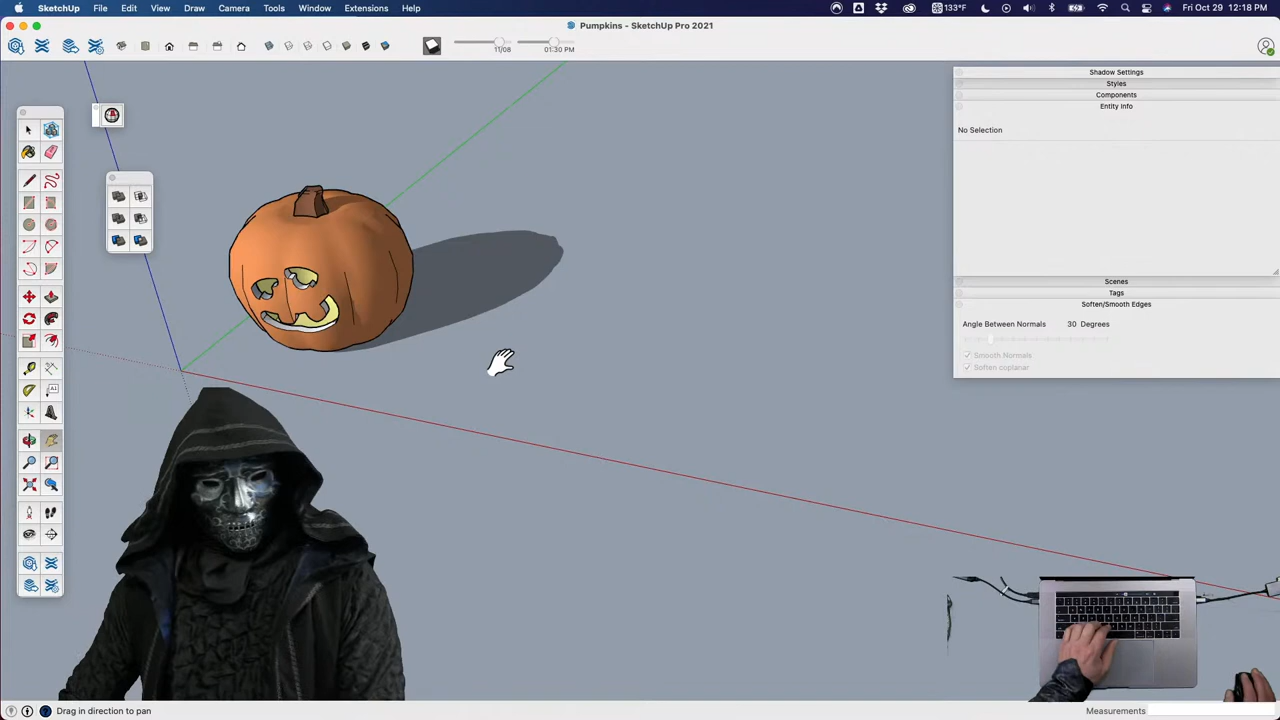 SketchUp File Edit View Draw Camera Tools Window Extensions Help 133°F Fri Oct 29 12:18 PM
Pumpkins - SketchUp Pro 2021
11/08 01:30 PM
Shadow Settings
Styles
Components
Entity Info
No Selection
Scenes
Tags
Soften/Smooth Edges
Angle Between Normals 30 Degrees
Smooth Normals
Soften coplanar
Drag in direction to pan Measurements